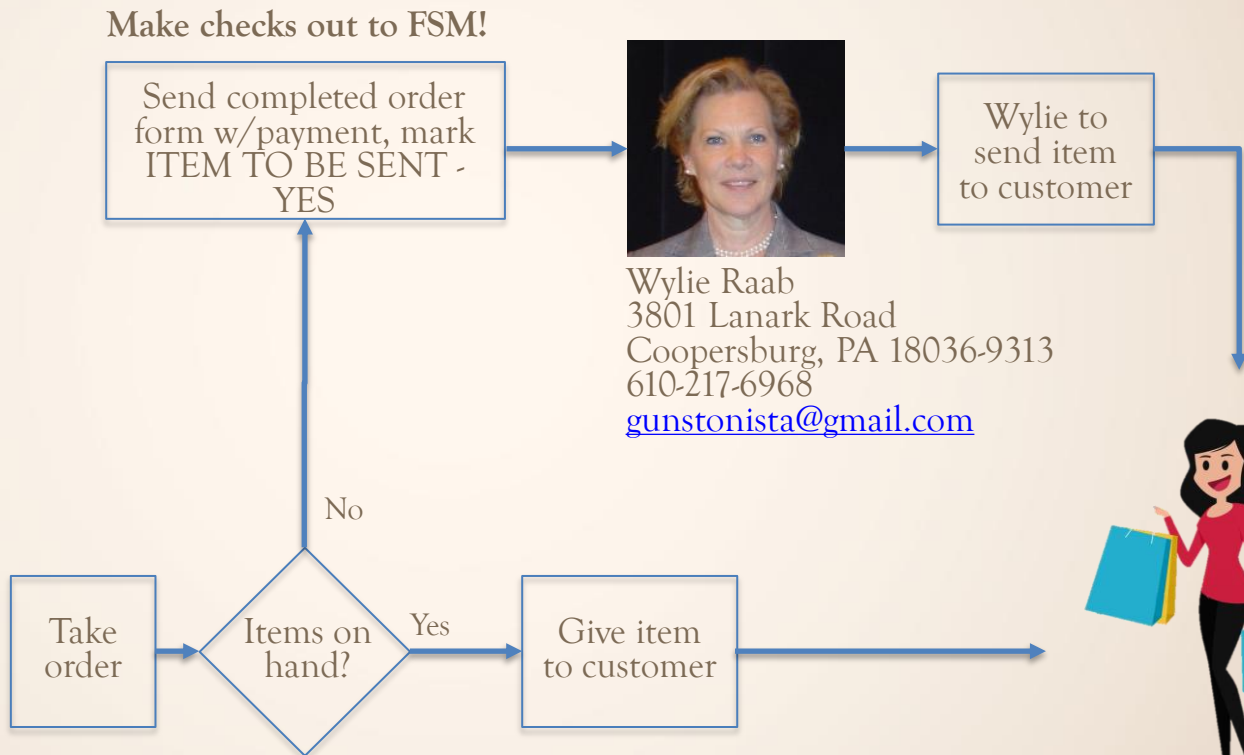 Make checks out to FSM!
Send completed order
form w/payment, mark
ITEM TO BE SENT -
YES
Wylie to
send item
to customer
Wylie Raab
3801 Lanark Road
Coopersburg, PA 18036-9313
610-217-6968
gunstonista@gmail.com
No
Take
order
Items on
hand?
Yes
Give item
to customer